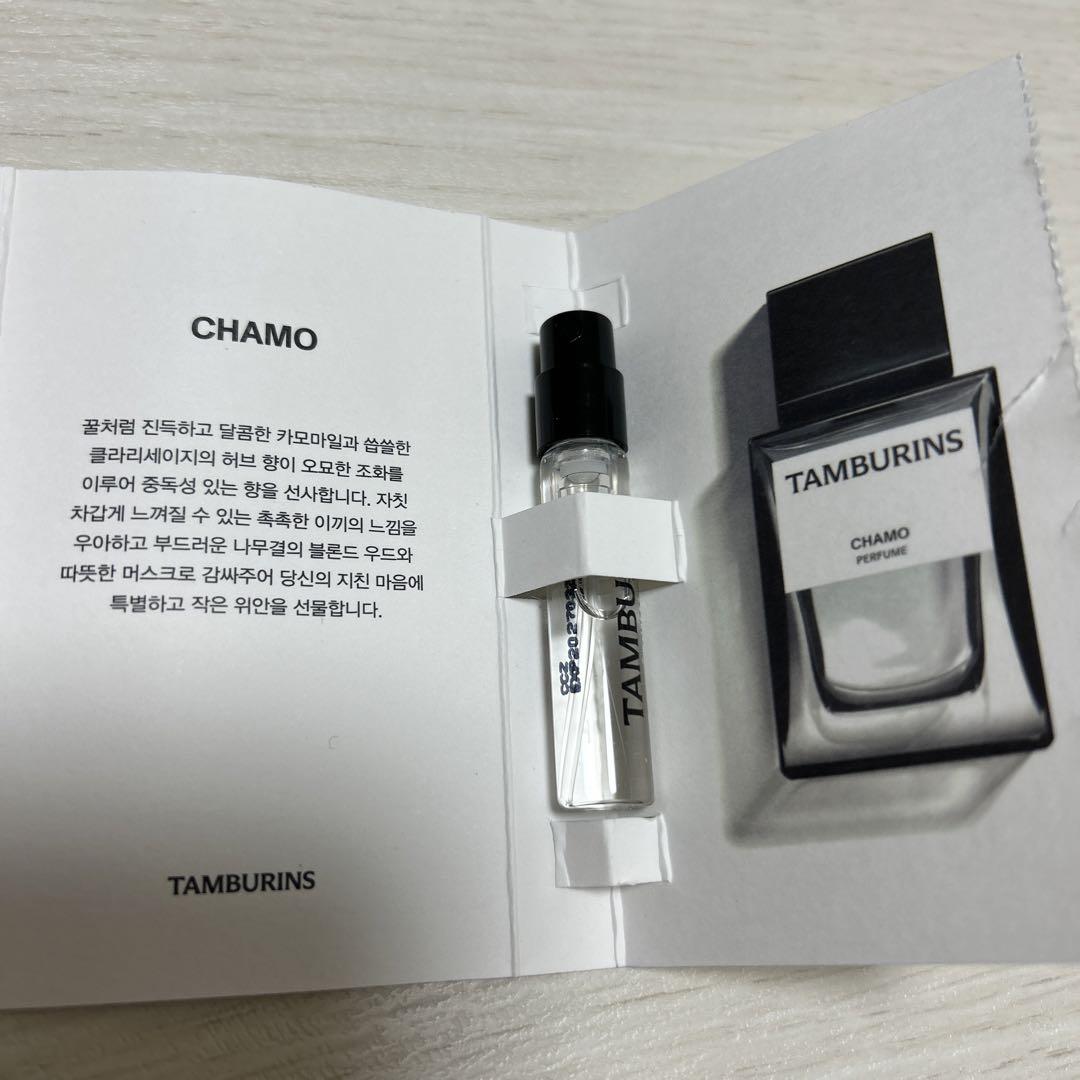 CHAMO
꿀처럼 진득하고 달콤한 카모마일과 씁쓸한
클라리세이지의 허브 향이 오묘한 조화를
이루어 중독성 있는 향을 선사합니다. 자칫
차갑게 느껴질 수 있는 촉촉한 이끼의 느낌을
우아하고 부드러운 나무결의 블론드 우드와
따뜻한 머스크로 감싸주어 당신의 지친 마음에
특별하고 작은 위안을 선물합니다.
TAMBURINS
CCZ
TAMBU
TAMBURINS
CHAMO
PERFUME